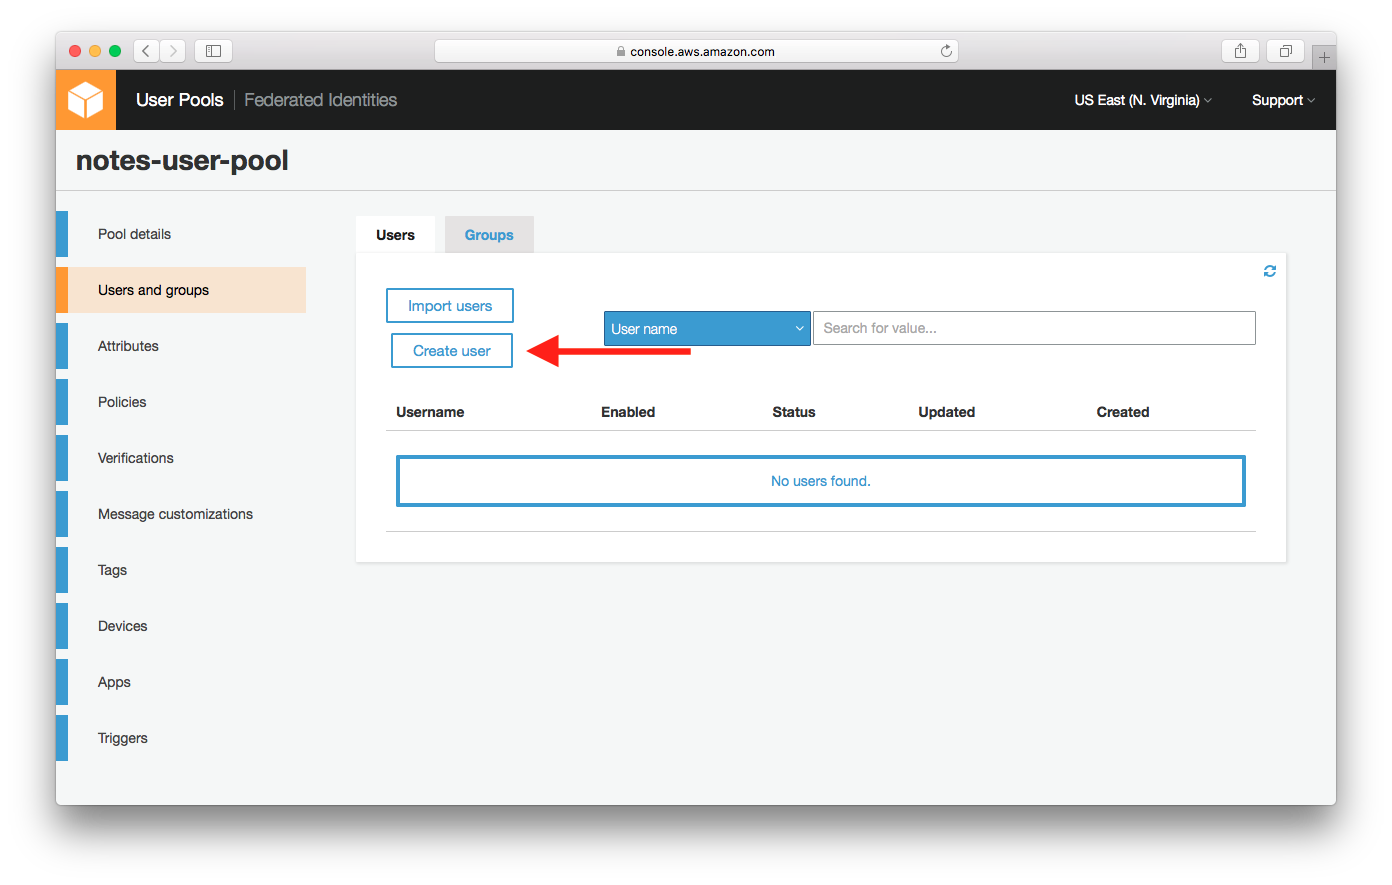 console.aws.amazon.com
User Pools Federated Identities US East (N. Virginia) Support
notes-user-pool
Pool details
Users and groups
Attributes
Policies
Verifications
Message customizations
Tags
Devices
Apps
Triggers
Users Groups
Import users
User name Search for value...
Create user
Username Enabled Status Updated Created
No users found.